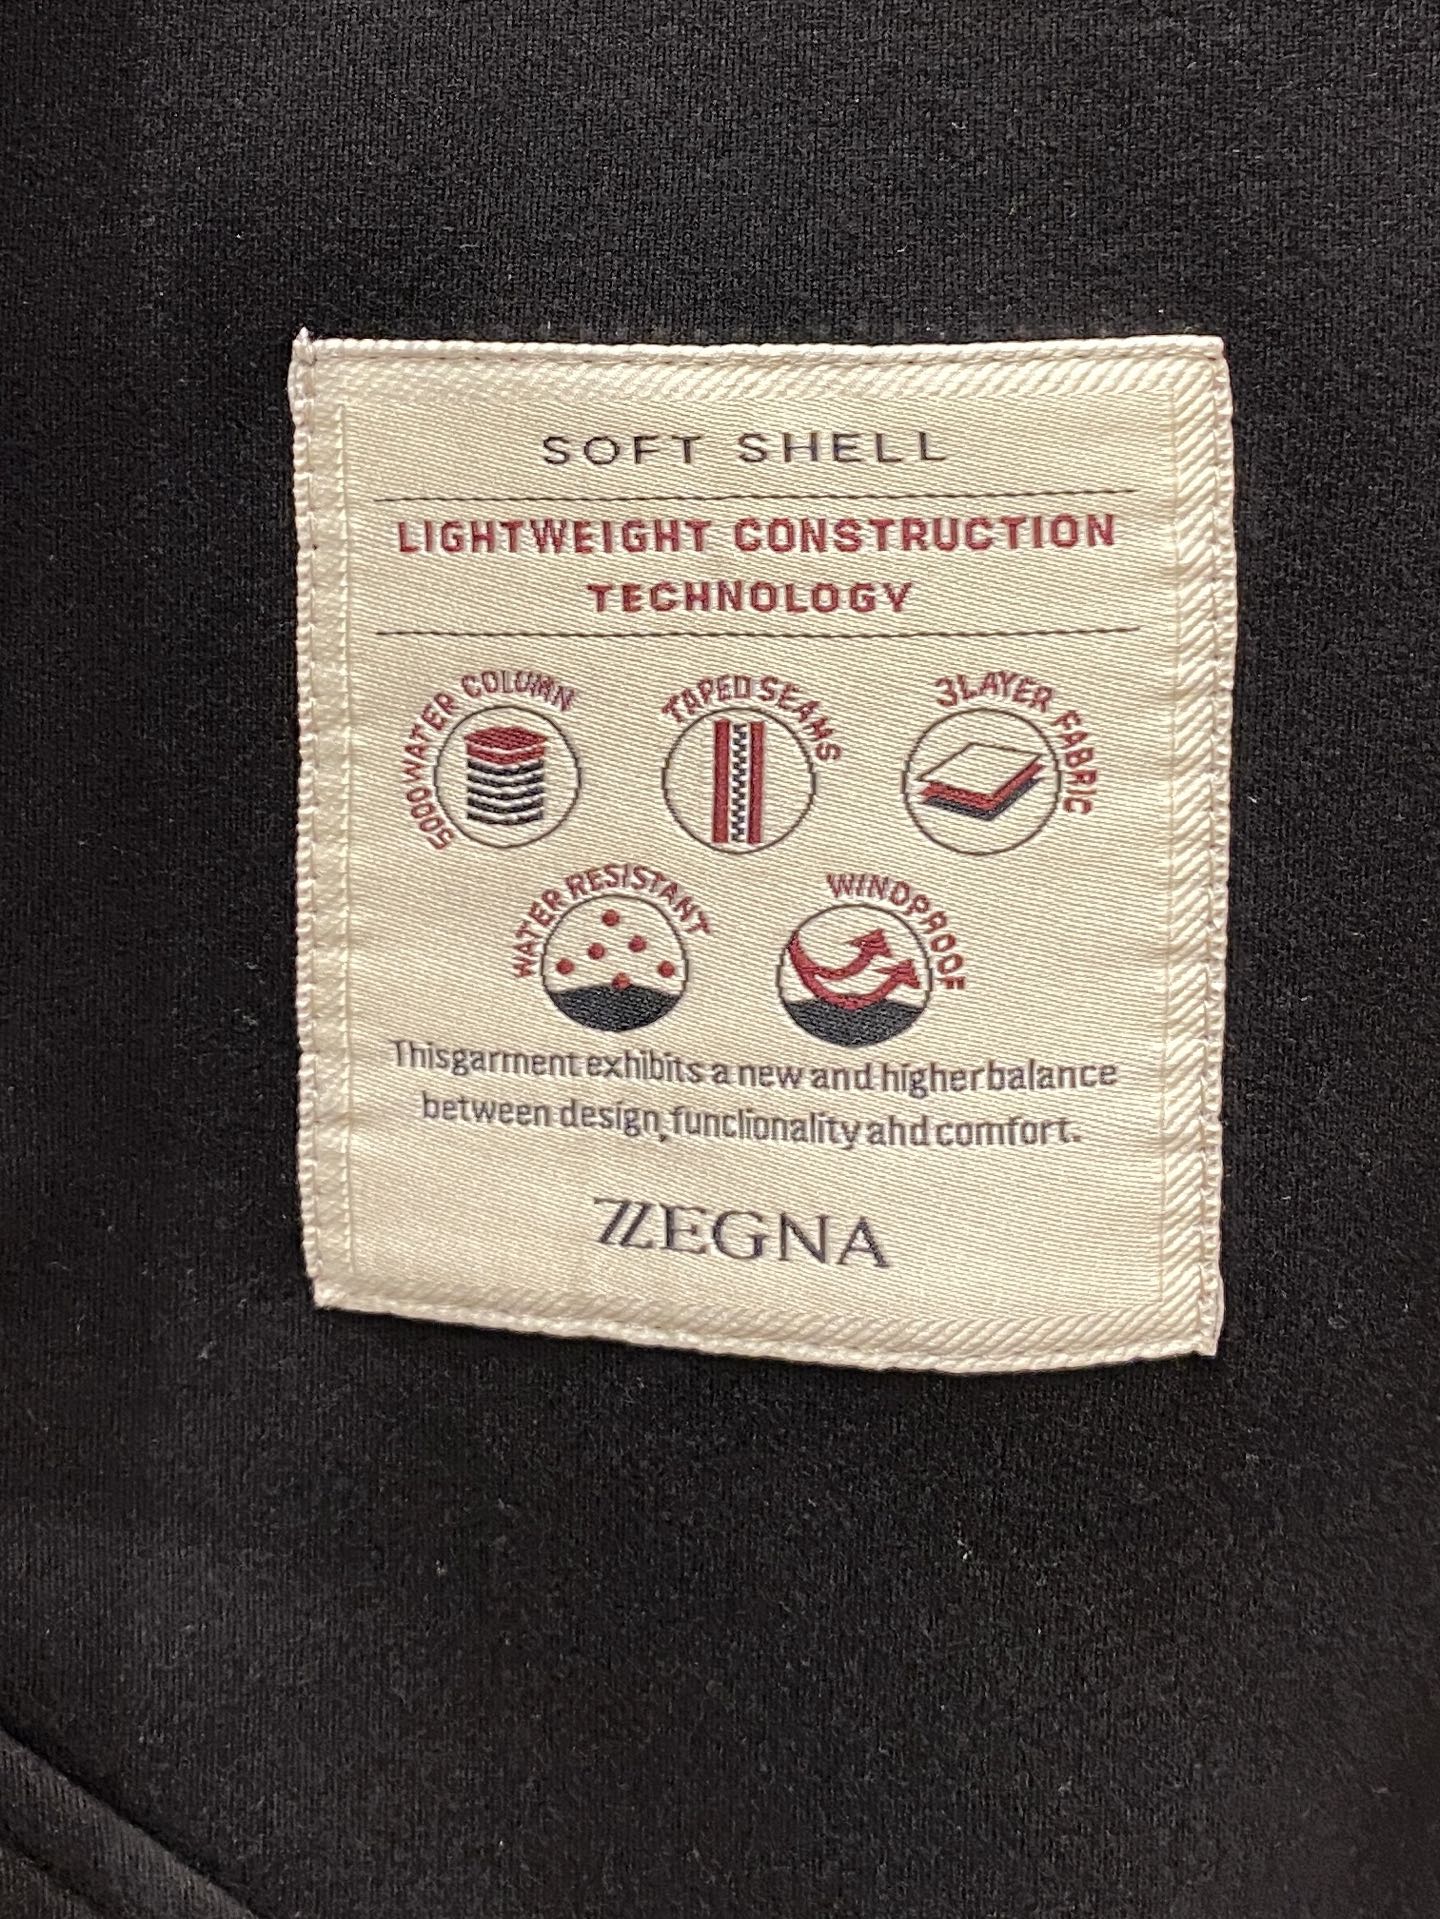 SOFT SHELL
LIGHTWEIGHT CONSTRUCTION
TECHNOLOGY
5000WATER COLUMN
TAPED SEAMS
3LAYER FABRIC
WATER RESISTANT
WINDPROOF
Thisgarment exhibits a new and higher balance
between design, funclionality ahd comfort.
ZZEGNA